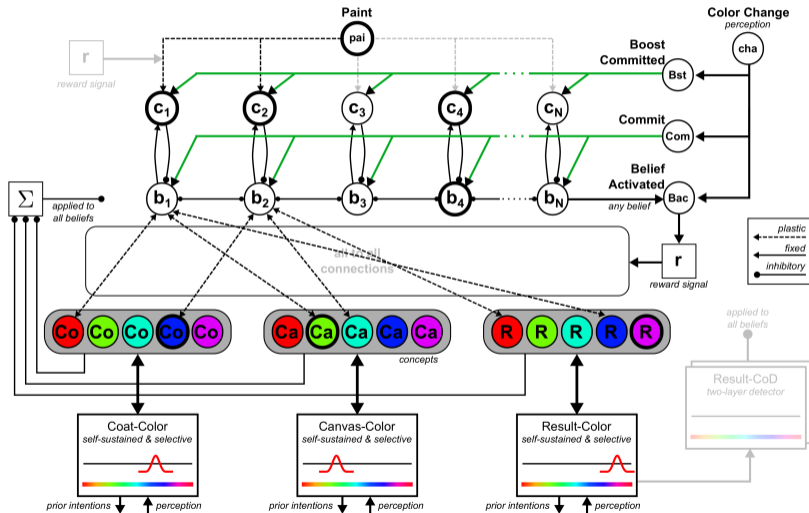 Paint
Color Change
perception
pai
cha
r
reward signal
Boost
Committed
Bst
c1
c2
c3
c4
cN
Commit
Com
Belief
Activated
any belief
Bac
Σ
applied to
all beliefs
b1
b2
b3
b4
bN
plastic
fixed
inhibitory
all to all
connections
r
reward signal
Co Co Co Co Co
Ca Ca Ca Ca Ca
R R R R R
concepts
applied to
all beliefs
Result-CoD
two-layer detector
Coat-Color
self-sustained & selective
Canvas-Color
self-sustained & selective
Result-Color
self-sustained & selective
prior intentions
perception
prior intentions
perception
prior intentions
perception